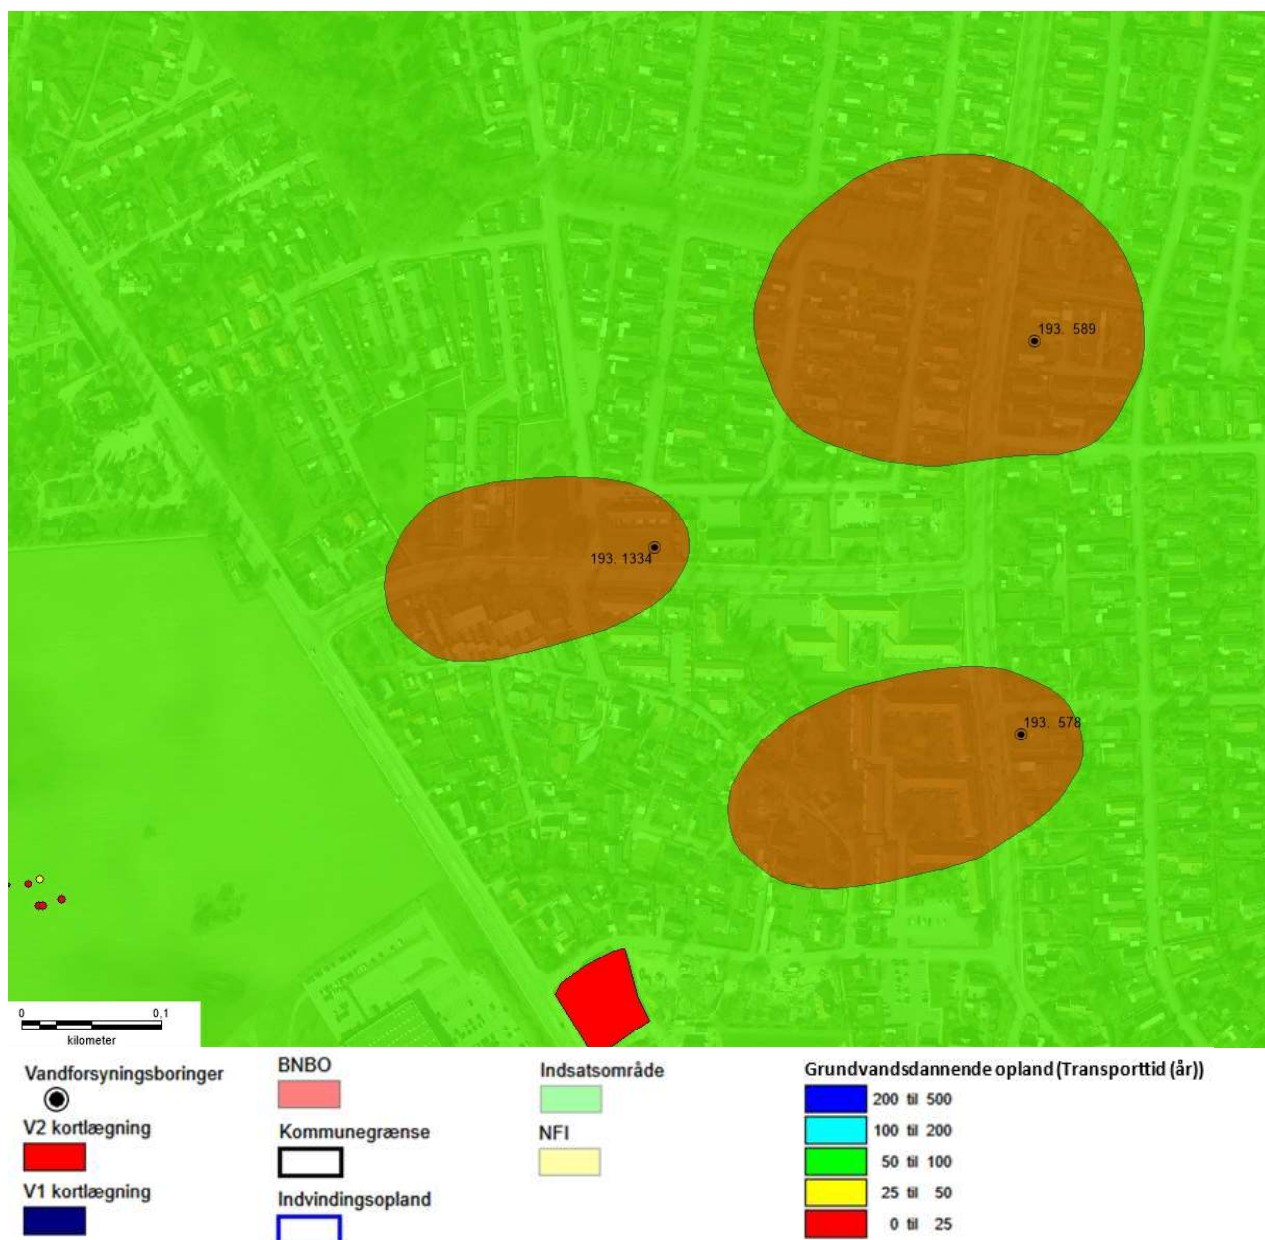 193. 589
193. 1334
193. 578
0 0,1
kilometer
Vandforsyningsboringer
V2 kortlægning
V1 kortlægning
BNBO
Kommunegrænse
Indvindingsopland
Indsatsområde
NFI
Grundvandsdannende opland (Transporttid (år))
200 til 500
100 til 200
50 til 100
25 til 50
0 til 25